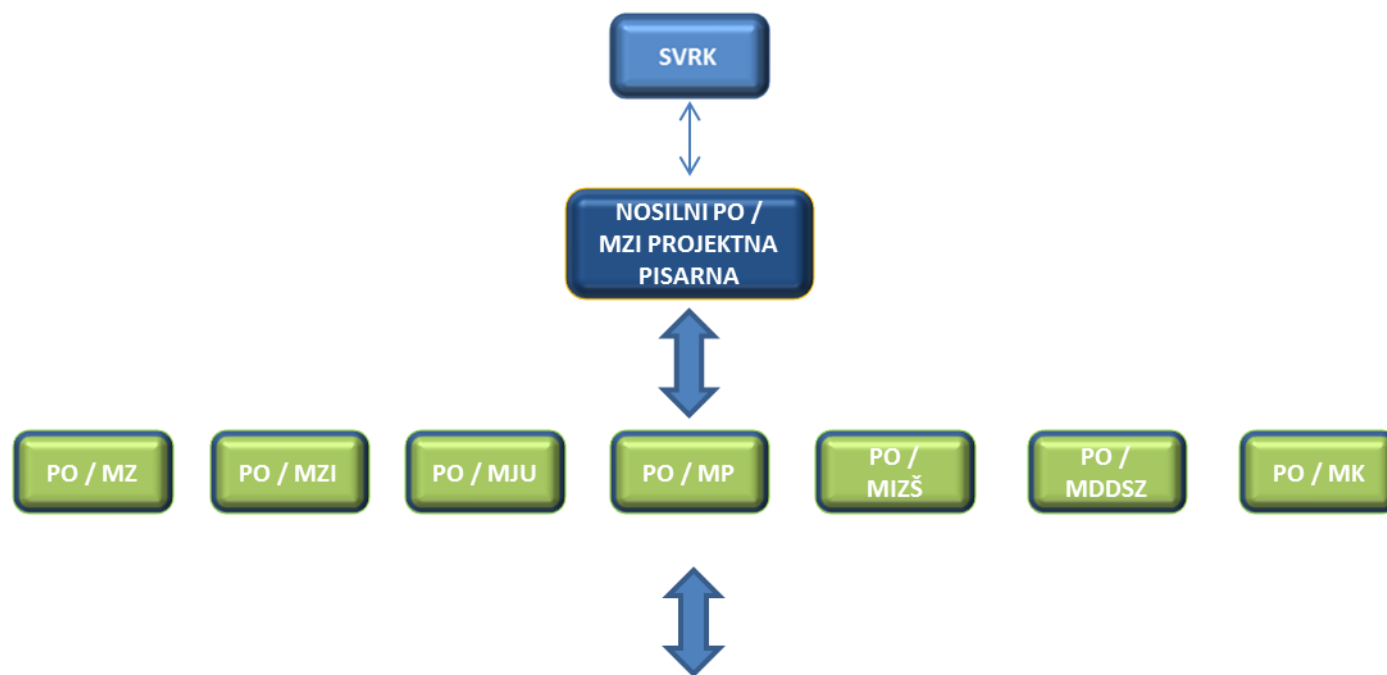 SVRK
NOSILNI PO /
MZI PROJEKTNA
PISARNA
PO / MZ
PO / MZI
PO / MJU
PO / MP
PO /
MIZŠ
PO /
MDDSZ
PO / MK